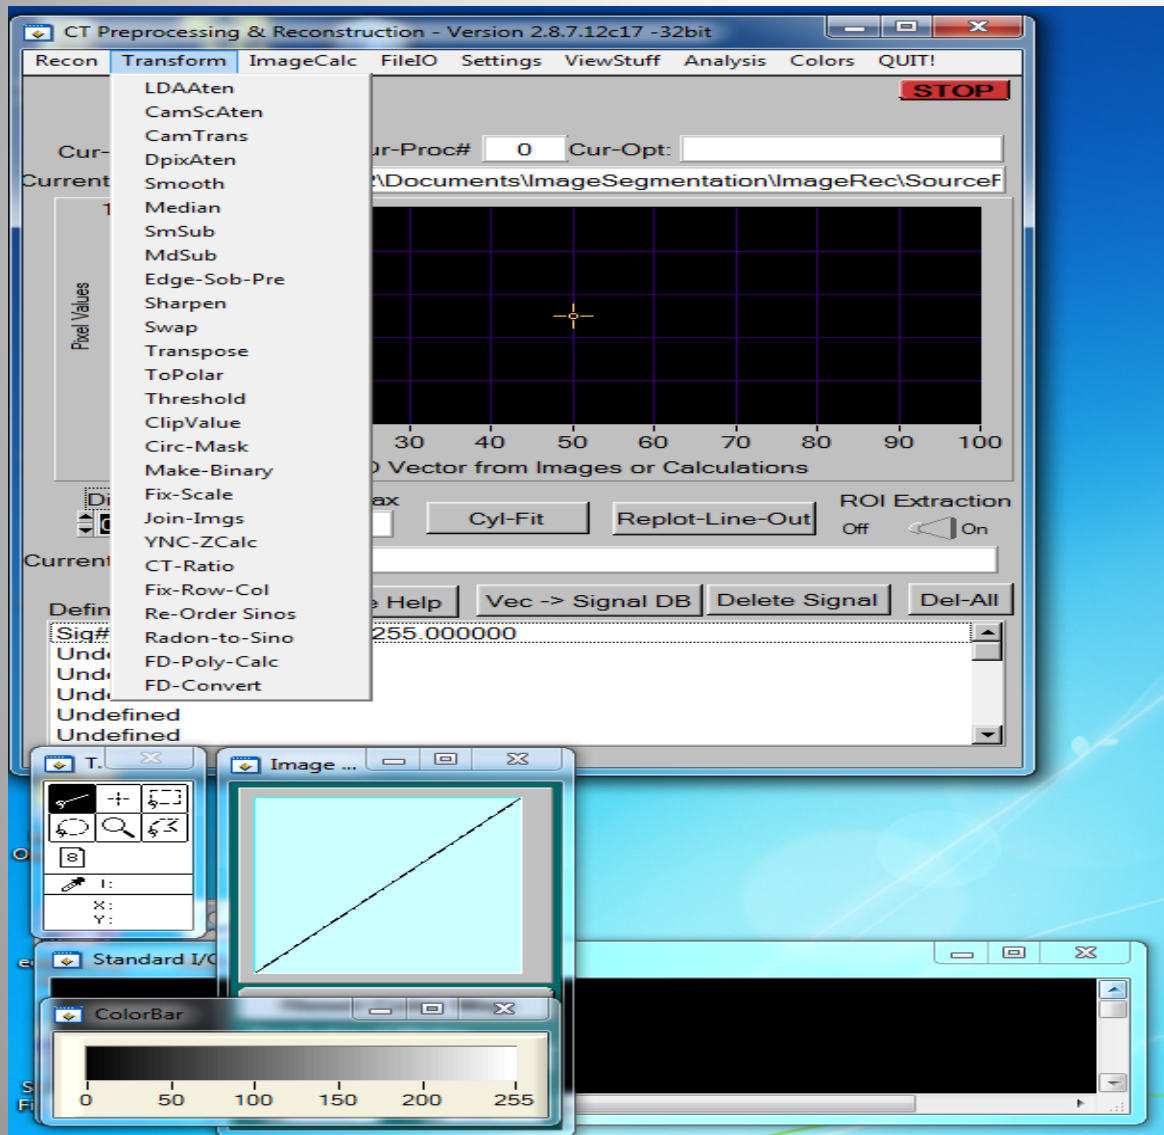 CT Preprocessing & Reconstruction - Version 2.8.7.12c17 -32bit
Recon Transform ImageCalc FileIO Settings ViewStuff Analysis Colors QUIT!
LDAAten
STOP
CamScAten
CamTrans
Cur- ur-Proc# 0 Cur-Opt:
DpixAten
Current \Documents\ImageSegmentation\ImageRec\SourceF
Smooth
Median
1
SmSub
MdSub
Edge-Sob-Pre
Pixel Values
Sharpen
Swap
Transpose
ToPolar
Threshold
ClipValue
30 40 50 60 70 80 90 100
Circ-Mask
Make-Binary
D Vector from Images or Calculations
Fix-Scale
Di ax ROI Extraction
Join-Imgs
Cyl-Fit Replot-Line-Out Off On
YNC-ZCalc
Current
CT-Ratio
Fix-Row-Col
Defin e Help Vec -> Signal DB Delete Signal Del-All
Re-Order Sinos
Sig# 255.000000
Radon-to-Sino
Unde
FD-Poly-Calc
Unde
FD-Convert
Unde
Undefined
Undefined
T. Image ...
8
I:
X:
Y:
Standard I/O
ColorBar
0 50 100 150 200 255